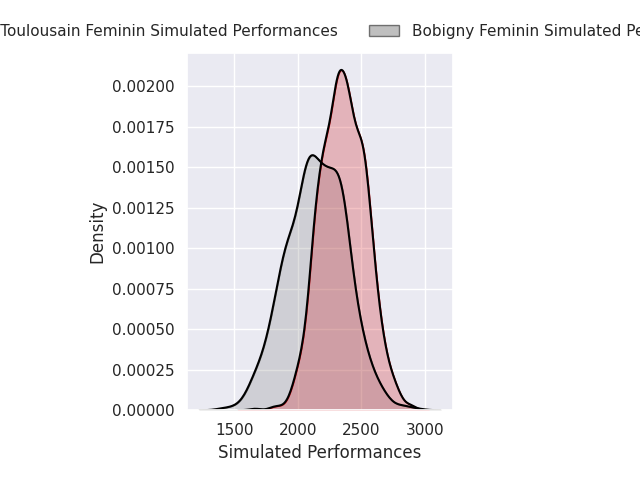 Toulousain Feminin Simulated Performances
Bobigny Feminin Simulated
0.00200
0.00175
0.00150
0.00125
0.00100
0.00075
0.00050
0.00025
0.00000
Density
1500 2000 2500 3000
Simulated Performances